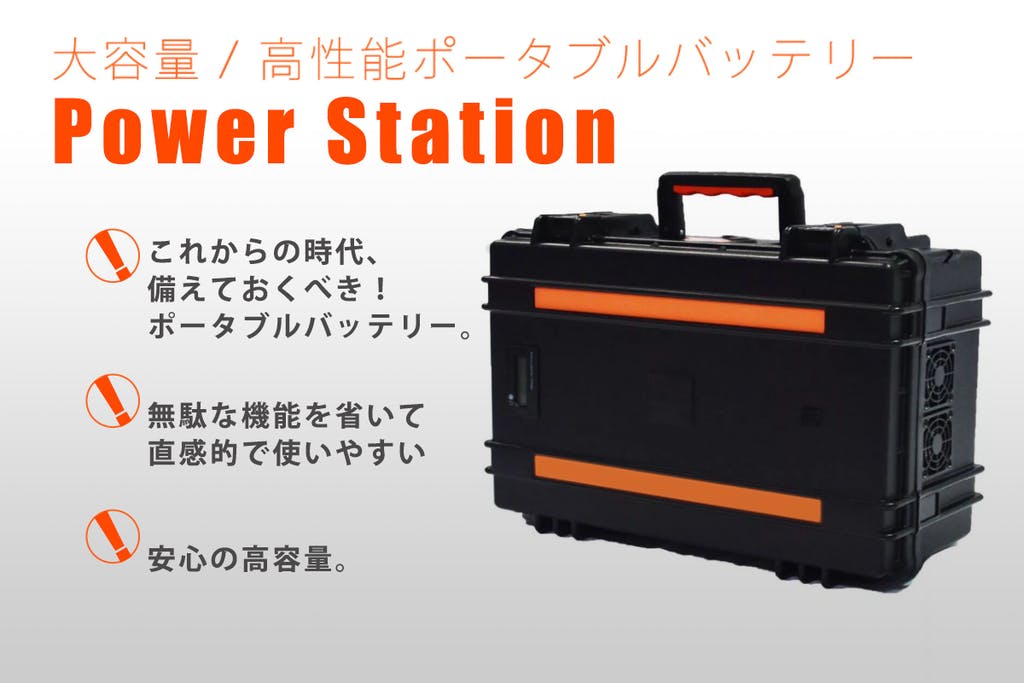 大容量 / 高性能ポータブルバッテリー
Power Station
これからの時代、
備えておくべき！
ポータブルバッテリー。
無駄な機能を省いて
直感的で使いやすい
安心の高容量。